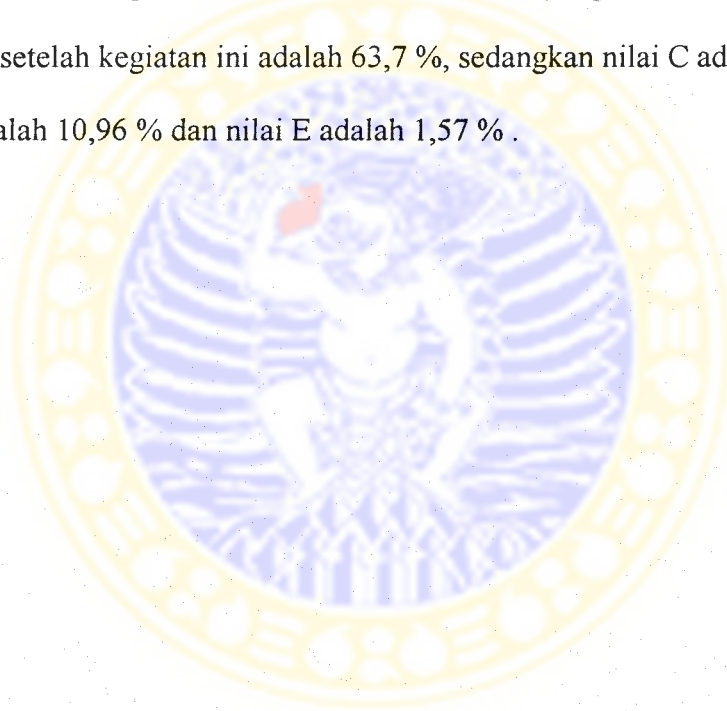 setelah kegiatan ini adalah 63,7 %, sedangkan nilai C ad
alah 10,96 % dan nilai E adalah 1,57 % .